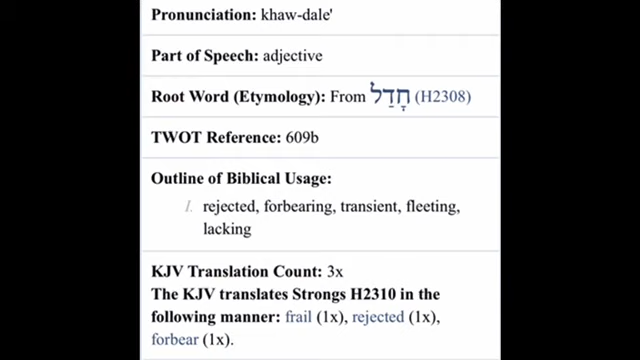 Pronunciation: khaw-dale'
Part of Speech: adjective
Root Word (Etymology): From חָדַל (H2308)
TWOT Reference: 609b
Outline of Biblical Usage:
I. rejected, forbearing, transient, fleeting,
lacking
KJV Translation Count: 3x
The KJV translates Strongs H2310 in the
following manner: frail (1x), rejected (1x),
forbear (1x).